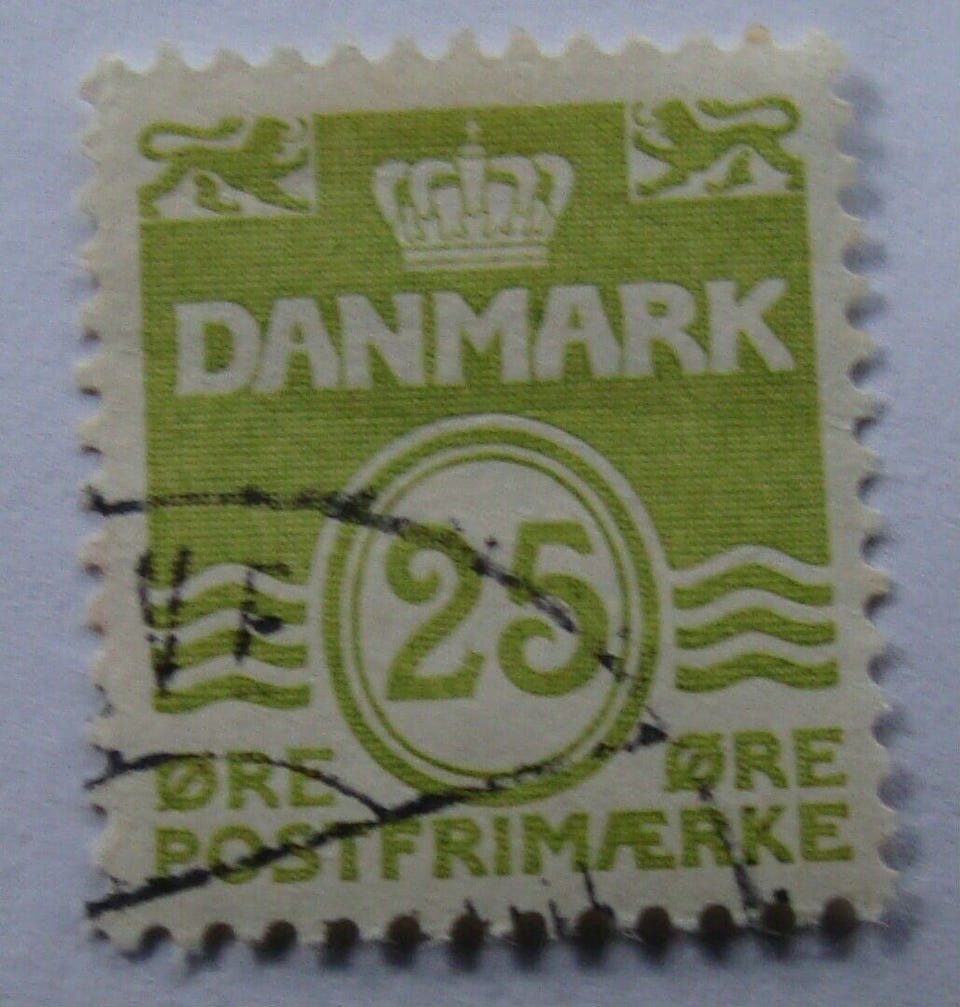 DANMARK
25
ØRE ØRE
POSTFRIMÆRKE